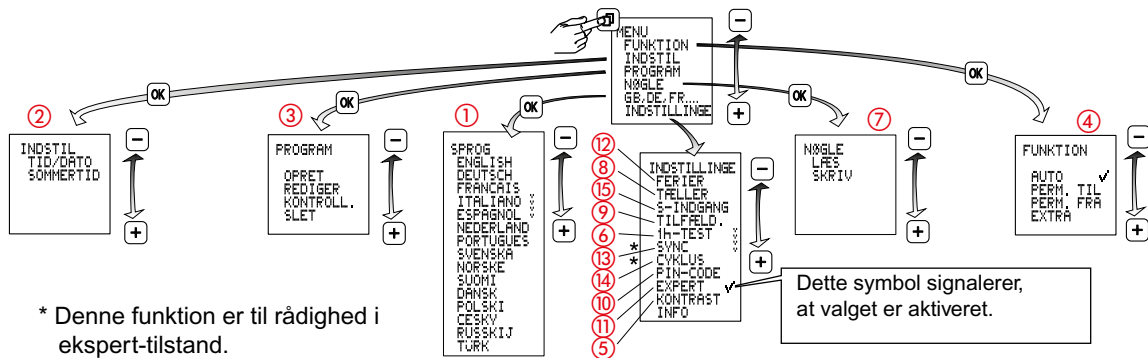 MENU
FUNKTION
INDSTIL
PROGRAM
NØGLE
GB,DE,FR....
INDSTILLINGE
−
+
OK
OK
OK
OK
OK
②
INDSTIL
TID/DATO
SOMMERTID
−
+
③
PROGRAM
OPRET
REDIGER
KONTROLL.
SLET
−
+
①
SPROG
ENGLISH
DEUTSCH
FRANCAIS
ITALIANO
ESPAGNOL
NEDERLAND
PORTUGUES
SVENSKA
NORSKE
SUOMI
DANSK
POLSKI
CESKY
RUSSKIJ
TURK
−
+
INDSTILLINGE
⑫ FERIER
⑧ TÆLLER
⑮ S-INDGANG
⑨ TILFÆLD.
⑥ 1h-TEST
* ⑬ SYNC
* ⑭ CYKLUS
⑩ PIN-CODE
⑪ EXPERT ✓
⑤ KONTRAST
INFO
−
+
⑦
NØGLE
LÆS
SKRIV
−
+
④
FUNKTION
AUTO ✓
PERM. TIL
PERM. FRA
EXTRA
−
+
Dette symbol signalerer,
at valget er aktiveret.
* Denne funktion er til rådighed i
ekspert-tilstand.